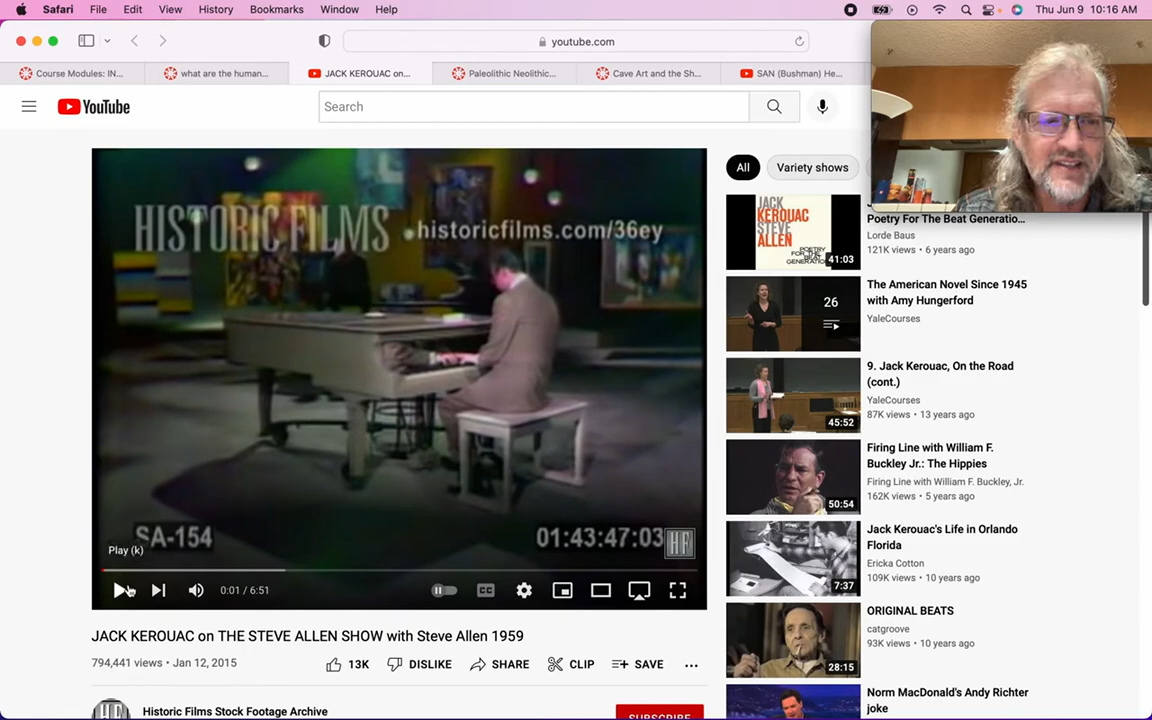 Safari File Edit View History Bookmarks Window Help Thu Jun 9 10:16 AM
youtube.com
Course Modules: IN... what are the human... JACK KEROUAC on... Paleolithic Neolithic... Cave Art and the Sh... SAN (Bushman) He...
YouTube
Search
HISTORIC FILMS historicfilms.com/36ey
SA-154 01:43:47:03 HF
Play (k)
0:01 / 6:51
CC
JACK KEROUAC on THE STEVE ALLEN SHOW with Steve Allen 1959
794,441 views • Jan 12, 2015
13K DISLIKE SHARE CLIP SAVE
Historic Films Stock Footage Archive
SUBSCRIBE
All Variety shows
JACK
KEROUAC
STEVE
ALLEN
POETRY
FOR THE
BEAT
41:03
Poetry For The Beat Generatio...
Lorde Baus
121K views • 6 years ago
26
The American Novel Since 1945
with Amy Hungerford
YaleCourses
9. Jack Kerouac, On the Road
(cont.)
YaleCourses
87K views • 13 years ago
45:52
Firing Line with William F.
Buckley Jr.: The Hippies
Firing Line with William F. Buckley, Jr.
162K views • 5 years ago
50:54
Jack Kerouac's Life in Orlando
Florida
Ericka Cotton
109K views • 10 years ago
7:37
ORIGINAL BEATS
catgroove
93K views • 10 years ago
28:15
Norm MacDonald's Andy Richter
joke